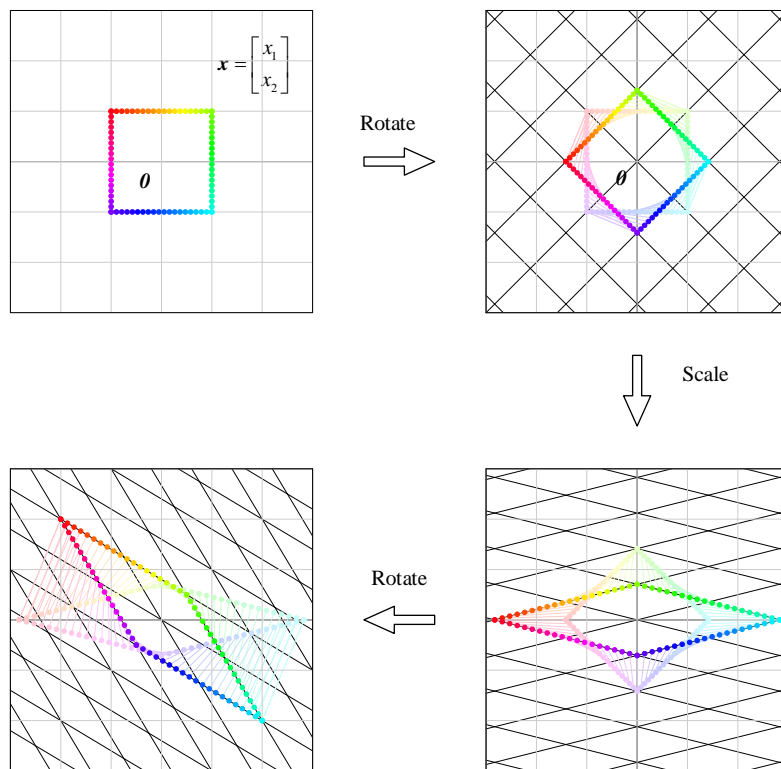 x = [x₁
x₂]
0
Rotate
0
Scale
Rotate